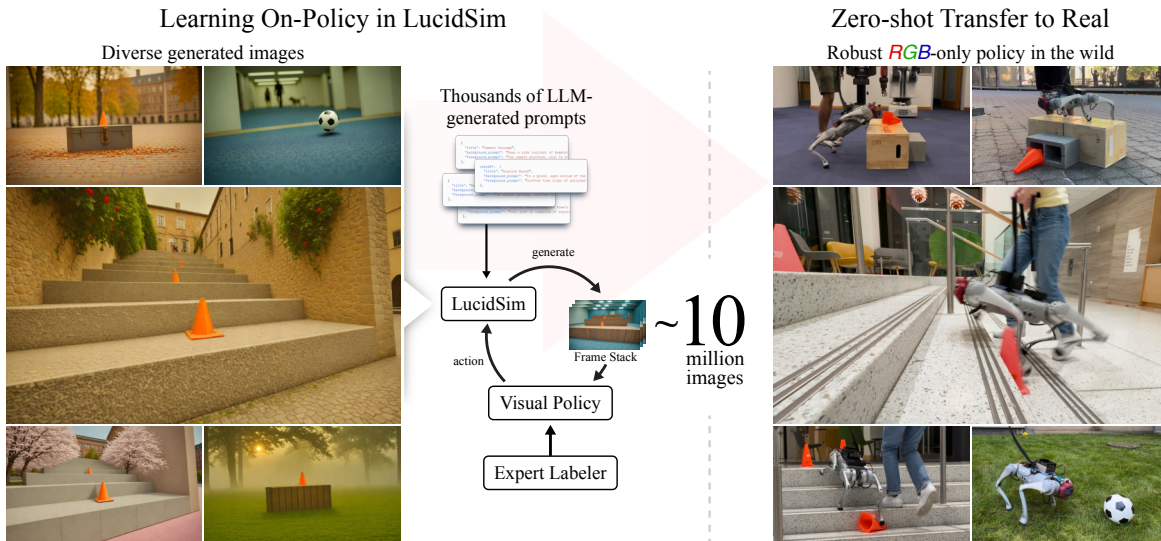 Learning On-Policy in LucidSim
Diverse generated images
Thousands of LLM-
generated prompts
generate
LucidSim
~10
million
images
Frame Stack
action
Visual Policy
Expert Labeler
Zero-shot Transfer to Real
Robust RGB-only policy in the wild